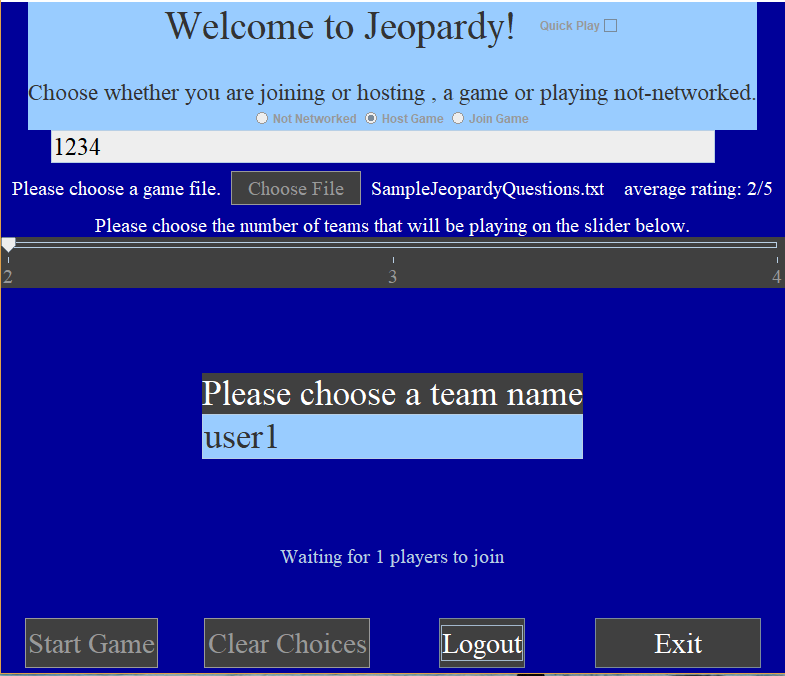 Welcome to Jeopardy! Quick Play
Choose whether you are joining or hosting , a game or playing not-networked.
Not Networked Host Game Join Game
1234
Please choose a game file. Choose File SampleJeopardyQuestions.txt average rating: 2/5
Please choose the number of teams that will be playing on the slider below.
2 3 4
Please choose a team name
user1
Waiting for 1 players to join
Start Game Clear Choices Logout Exit